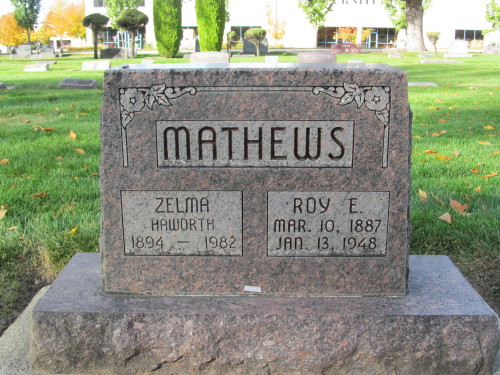 MATHEWS
ZELMA
HAWORTH
1894 — 1982
ROY E.
MAR. 10, 1887
JAN. 13, 1948